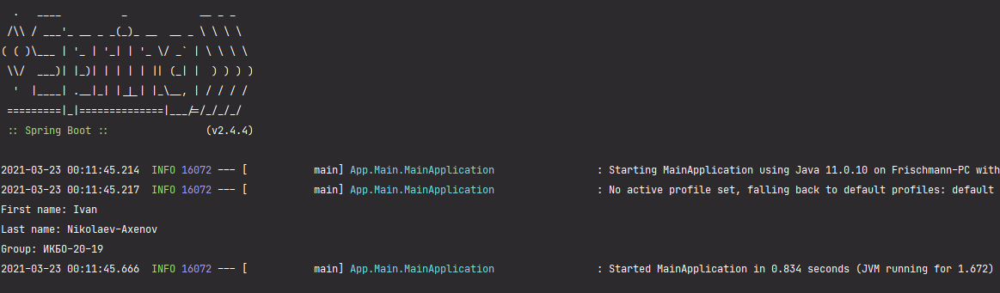 .   ____          _            __ _ _
 /\\ / ___'_ __ _ _(_)_ __  __ _ \ \ \ \
( ( )\___ | '_ | '_| | '_ \/ _` | \ \ \ \
 \\/  ___)| |_)| | | | | || (_| |  ) ) ) )
  '  |____| .__|_| |_|_| |_\__, | / / / /
 =========|_|==============|___/=/_/_/_/
:: Spring Boot :: (v2.4.4)
2021-03-23 00:11:45.214 INFO 16072 --- [ main] App.Main.MainApplication : Starting MainApplication using Java 11.0.10 on Frischmann-PC with
2021-03-23 00:11:45.217 INFO 16072 --- [ main] App.Main.MainApplication : No active profile set, falling back to default profiles: default
First name: Ivan
Last name: Nikolaev-Axenov
Group: ИКБО-20-19
2021-03-23 00:11:45.666 INFO 16072 --- [ main] App.Main.MainApplication : Started MainApplication in 0.834 seconds (JVM running for 1.672)